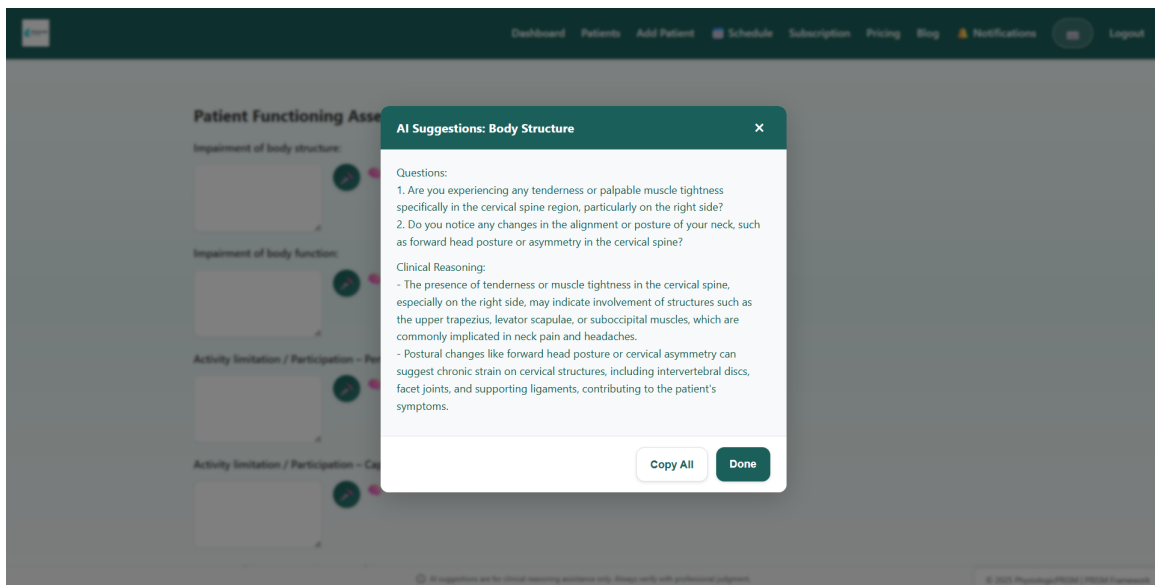 Dashboard Patients Add Patient Schedule Subscription Pricing Blog Notifications Logout
Patient Functioning Asse
Impairment of body structure:
Impairment of body function:
Activity limitation / Participation – Per
Activity limitation / Participation – Cap
AI Suggestions: Body Structure ×
Questions:
1. Are you experiencing any tenderness or palpable muscle tightness
specifically in the cervical spine region, particularly on the right side?
2. Do you notice any changes in the alignment or posture of your neck, such
as forward head posture or asymmetry in the cervical spine?
Clinical Reasoning:
- The presence of tenderness or muscle tightness in the cervical spine,
especially on the right side, may indicate involvement of structures such as
the upper trapezius, levator scapulae, or suboccipital muscles, which are
commonly implicated in neck pain and headaches.
- Postural changes like forward head posture or cervical asymmetry can
suggest chronic strain on cervical structures, including intervertebral discs,
facet joints, and supporting ligaments, contributing to the patient's
symptoms.
Copy All Done
AI suggestions are for clinical reasoning assistance only. Always verify with professional judgment.